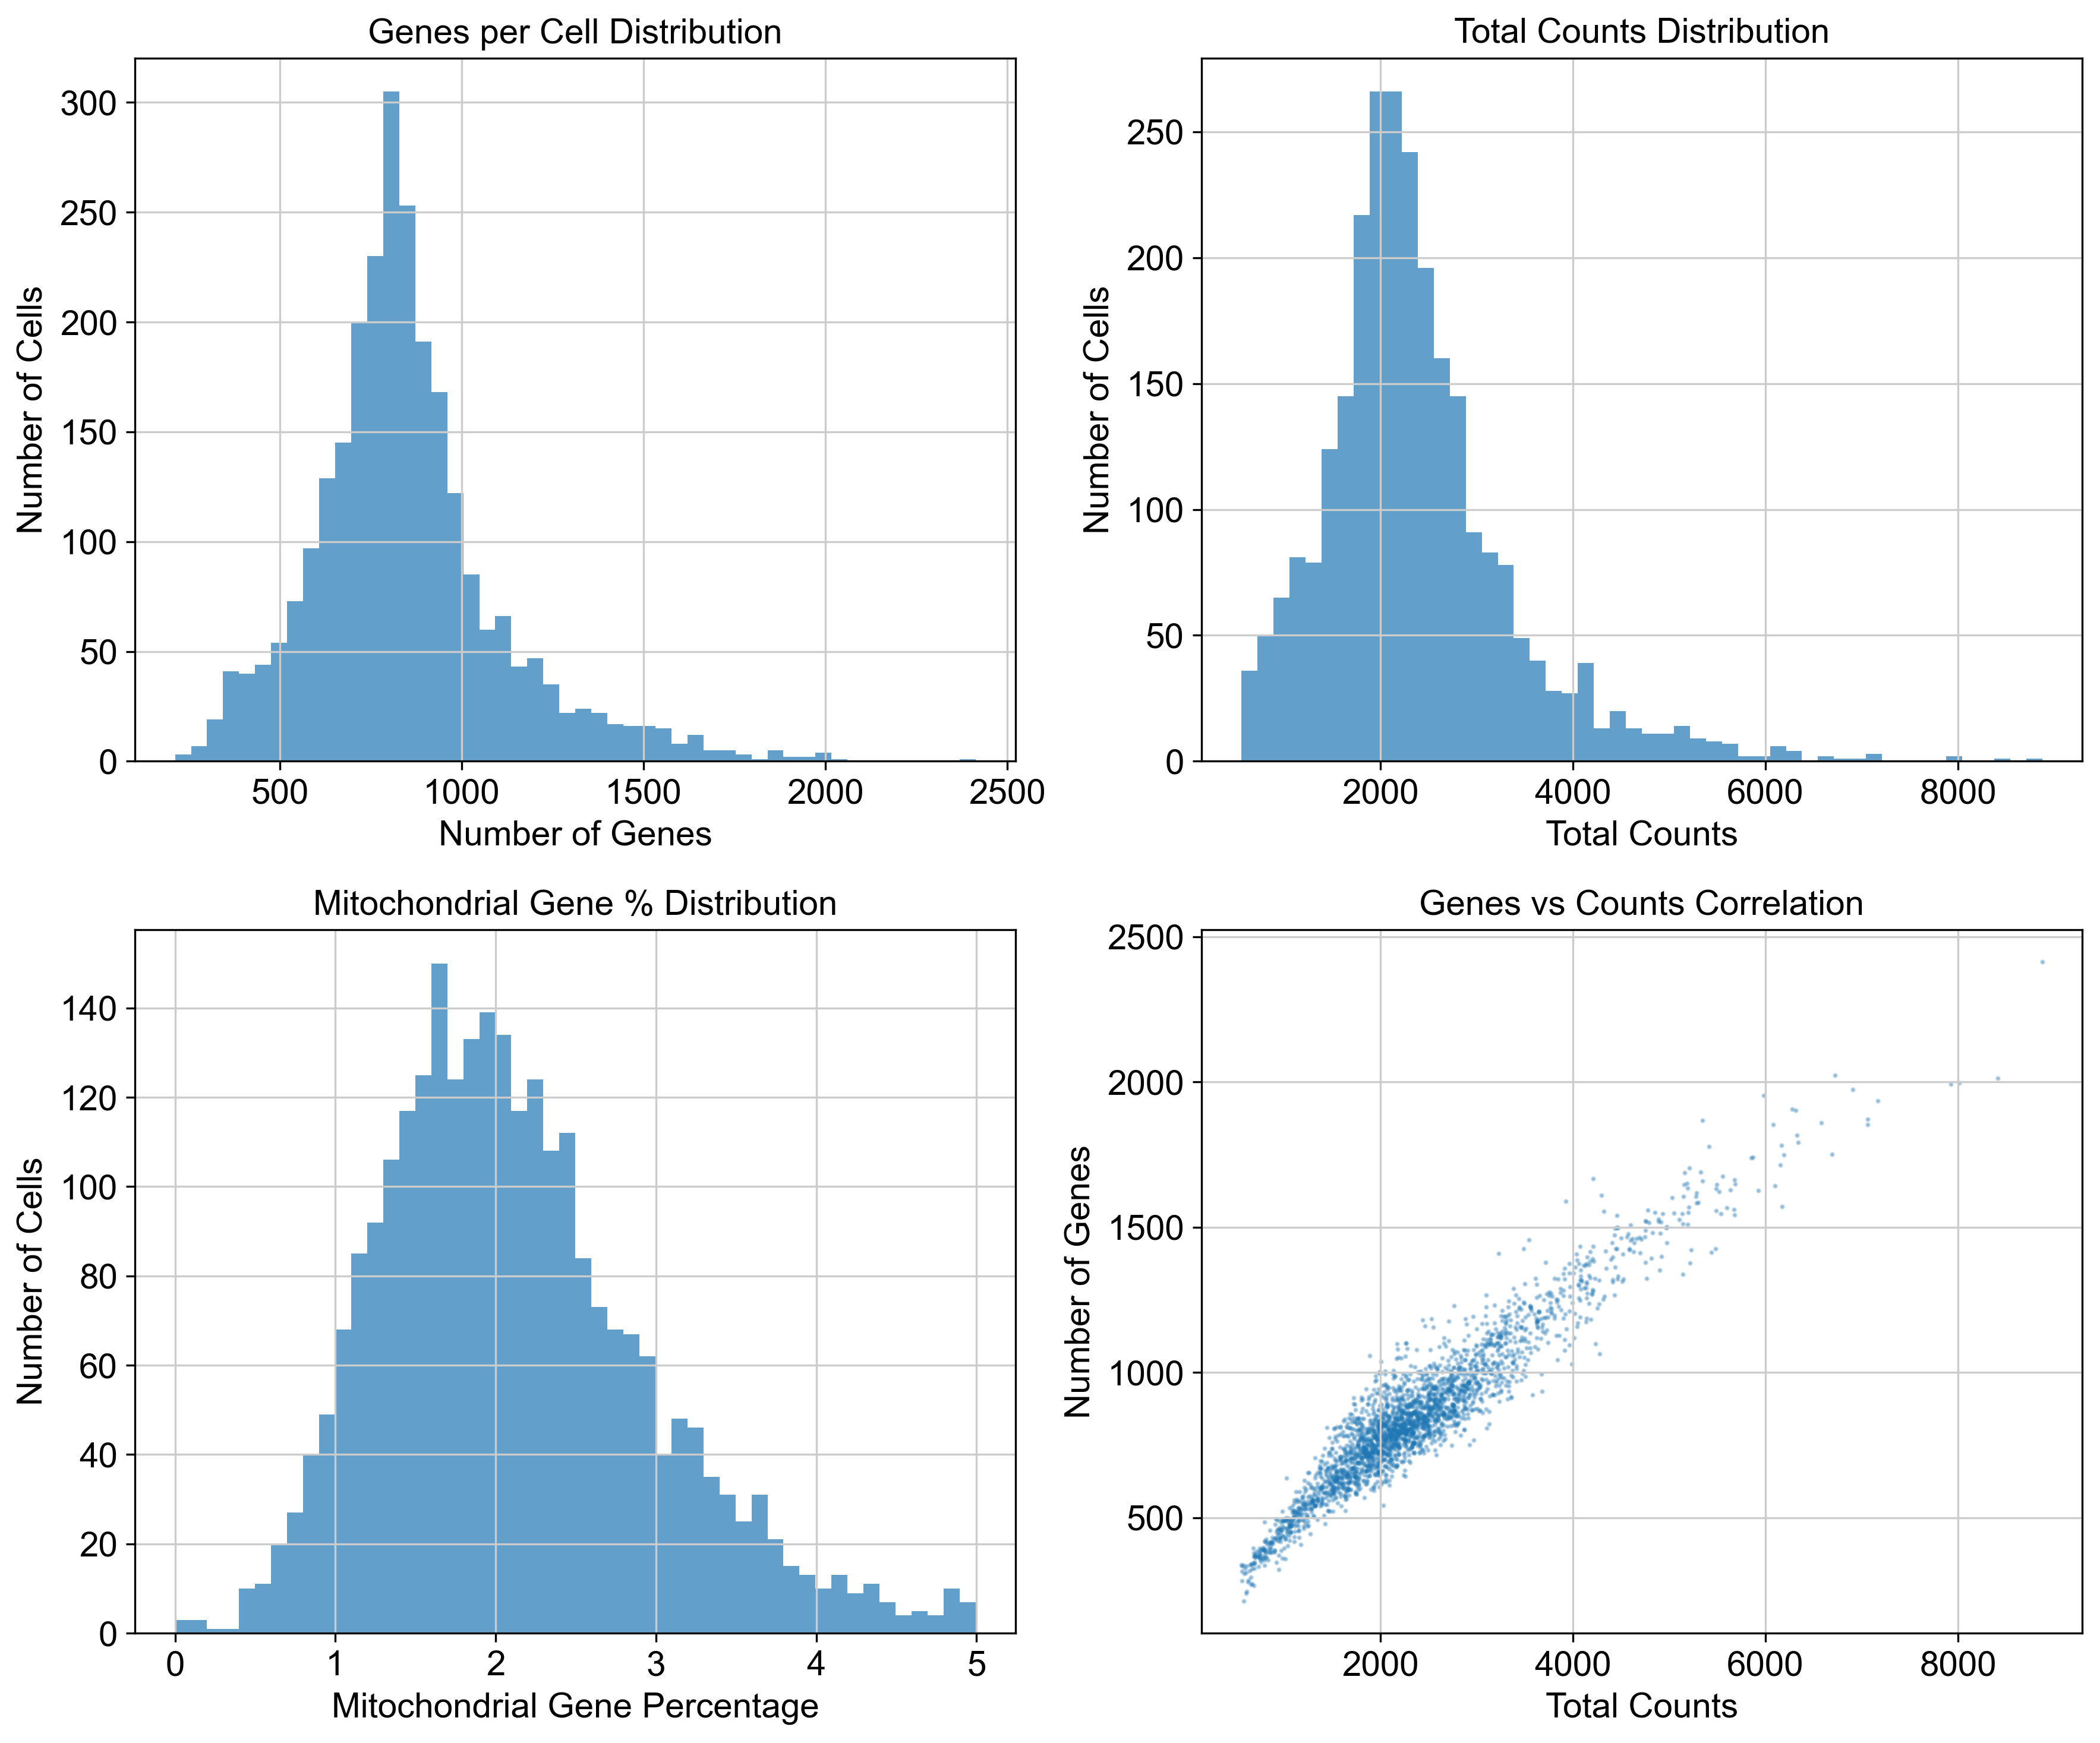 Genes per Cell Distribution
300
250
200
150
100
50
0
Number of Cells
500 1000 1500 2000 2500
Number of Genes
Total Counts Distribution
250
200
150
100
50
0
Number of Cells
2000 4000 6000 8000
Total Counts
Mitochondrial Gene % Distribution
140
120
100
80
60
40
20
0
Number of Cells
0 1 2 3 4 5
Mitochondrial Gene Percentage
Genes vs Counts Correlation
2500
2000
1500
1000
500
Number of Genes
2000 4000 6000 8000
Total Counts